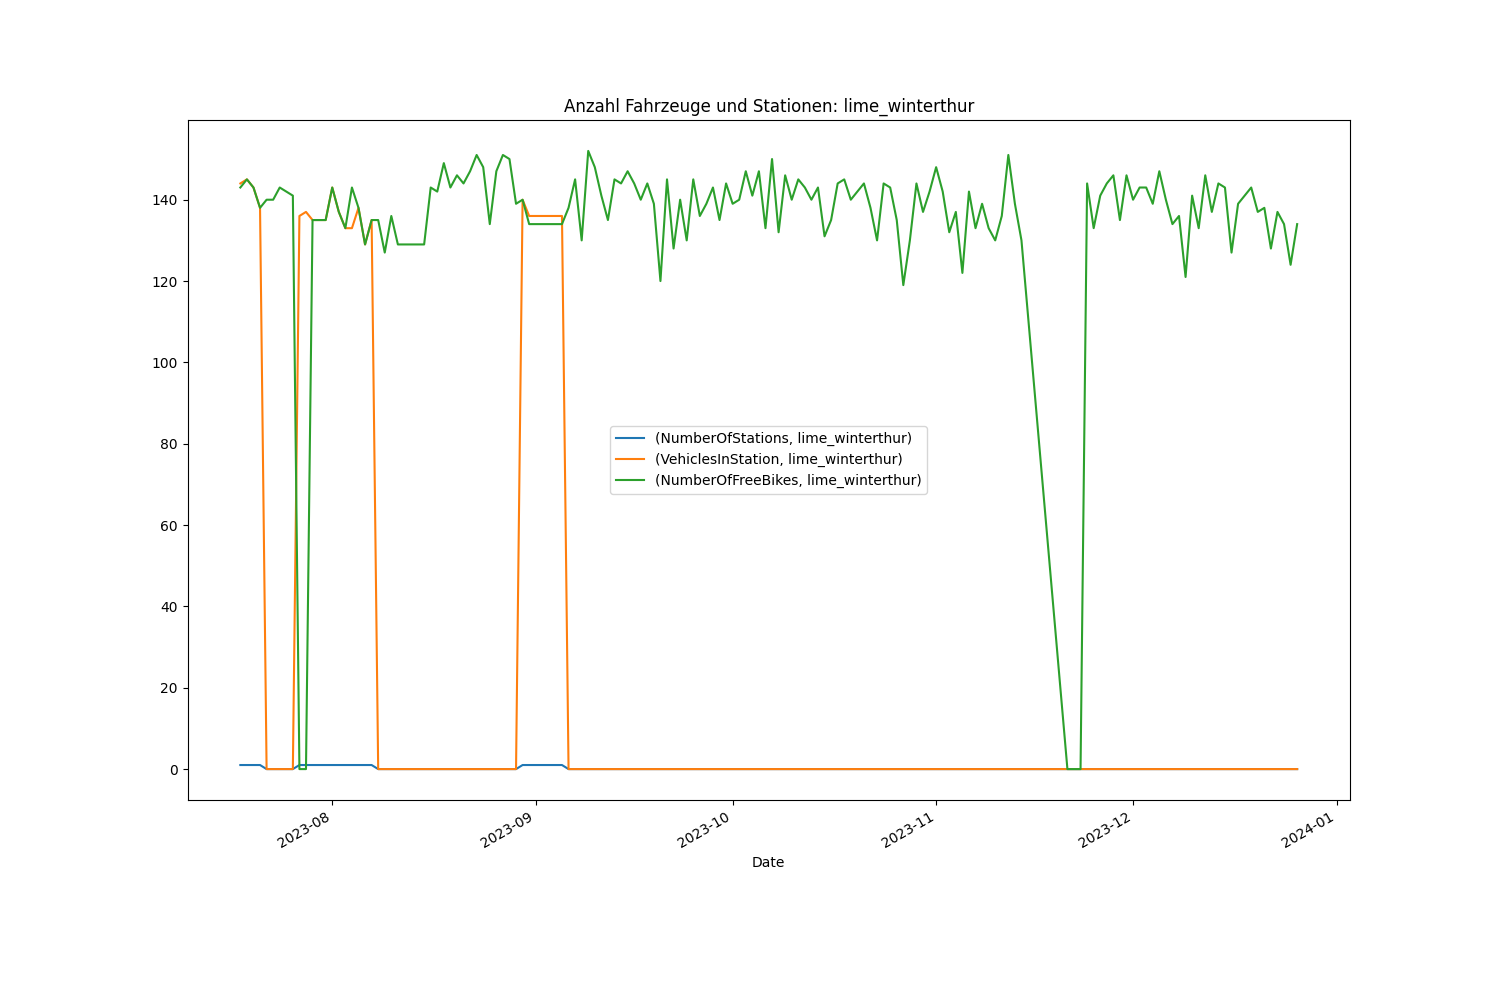 Anzahl Fahrzeuge und Stationen: lime_winterthur
140
120
100
80
60
40
20
0
(NumberOfStations, lime_winterthur)
(VehiclesInStation, lime_winterthur)
(NumberOfFreeBikes, lime_winterthur)
2023-08
2023-09
2023-10
2023-11
2023-12
2024-01
Date